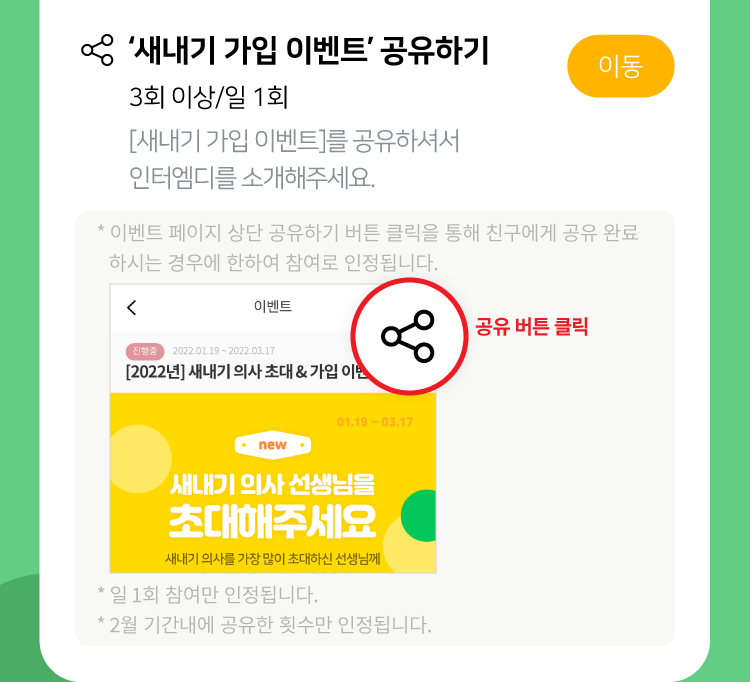 ‘새내기 가입 이벤트’ 공유하기
이동
3회 이상/일 1회
[새내기 가입 이벤트]를 공유하셔서
인터엠디를 소개해주세요.
* 이벤트 페이지 상단 공유하기 버튼 클릭을 통해 친구에게 공유 완료
하시는 경우에 한하여 참여로 인정됩니다.
이벤트
공유 버튼 클릭
진행중 2022.01.19 ~ 2022.03.17
[2022년] 새내기 의사 초대 & 가입 이벤
01.19 ~ 03.17
new
새내기 의사 선생님을
초대해주세요
새내기 의사를 가장 많이 초대하신 선생님께
* 일 1회 참여만 인정됩니다.
* 2월 기간내에 공유한 횟수만 인정됩니다.